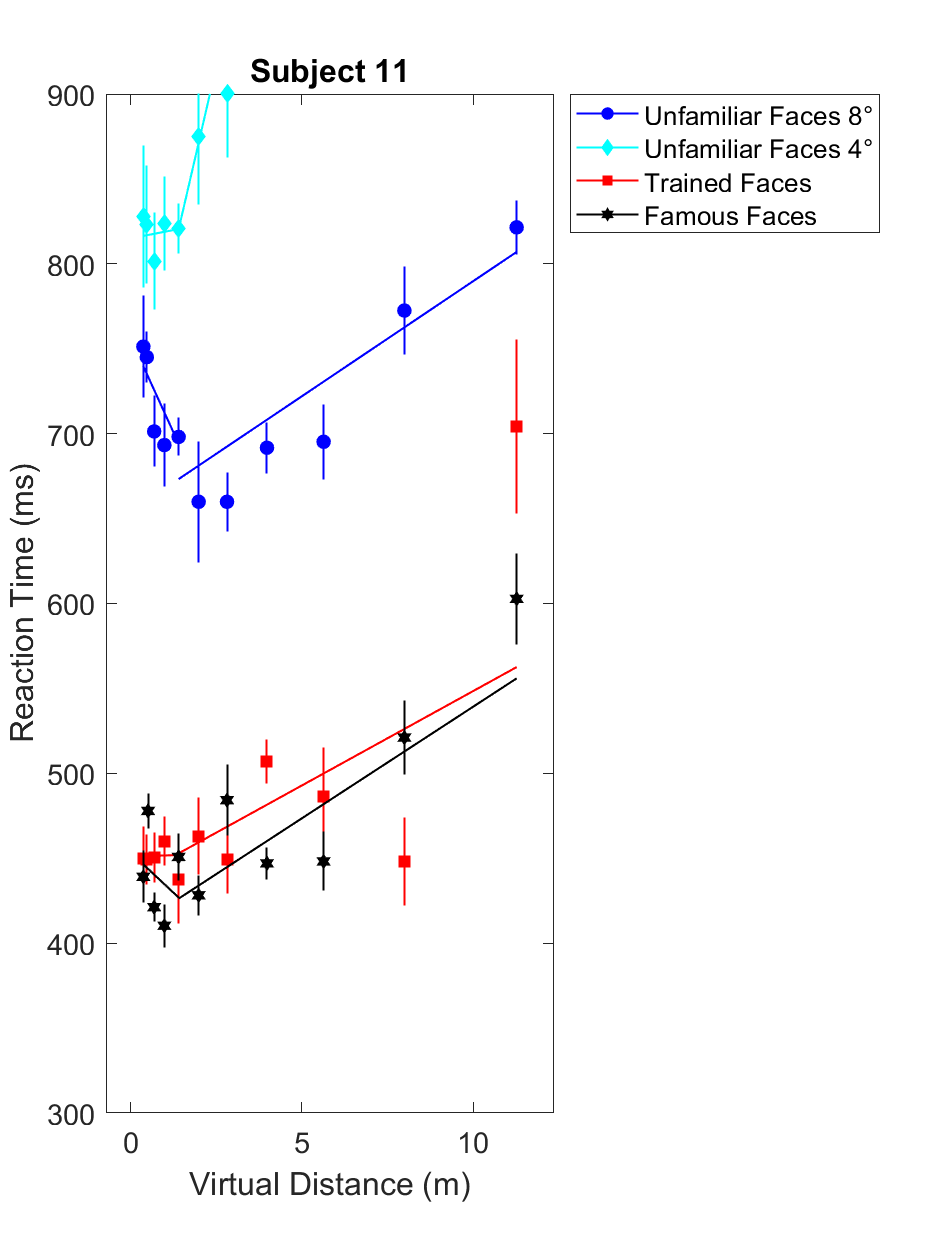 Subject 11
900
800
700
600
500
400
300
0
5
10
Reaction Time (ms)
Virtual Distance (m)
Unfamiliar Faces 8°
Unfamiliar Faces 4°
Trained Faces
Famous Faces